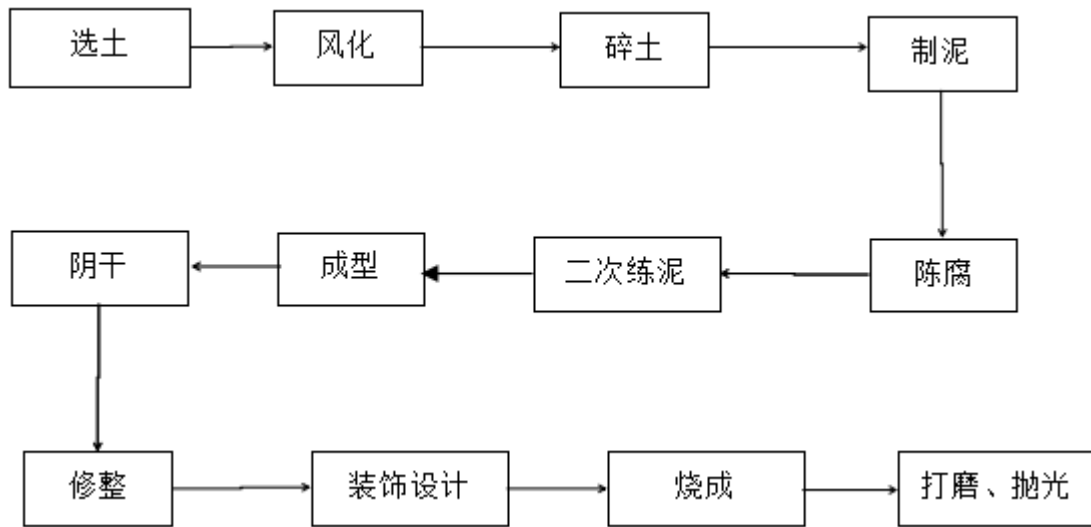 选土
风化
碎土
制泥
陈腐
二次练泥
成型
阴干
修整
装饰设计
烧成
打磨、抛光